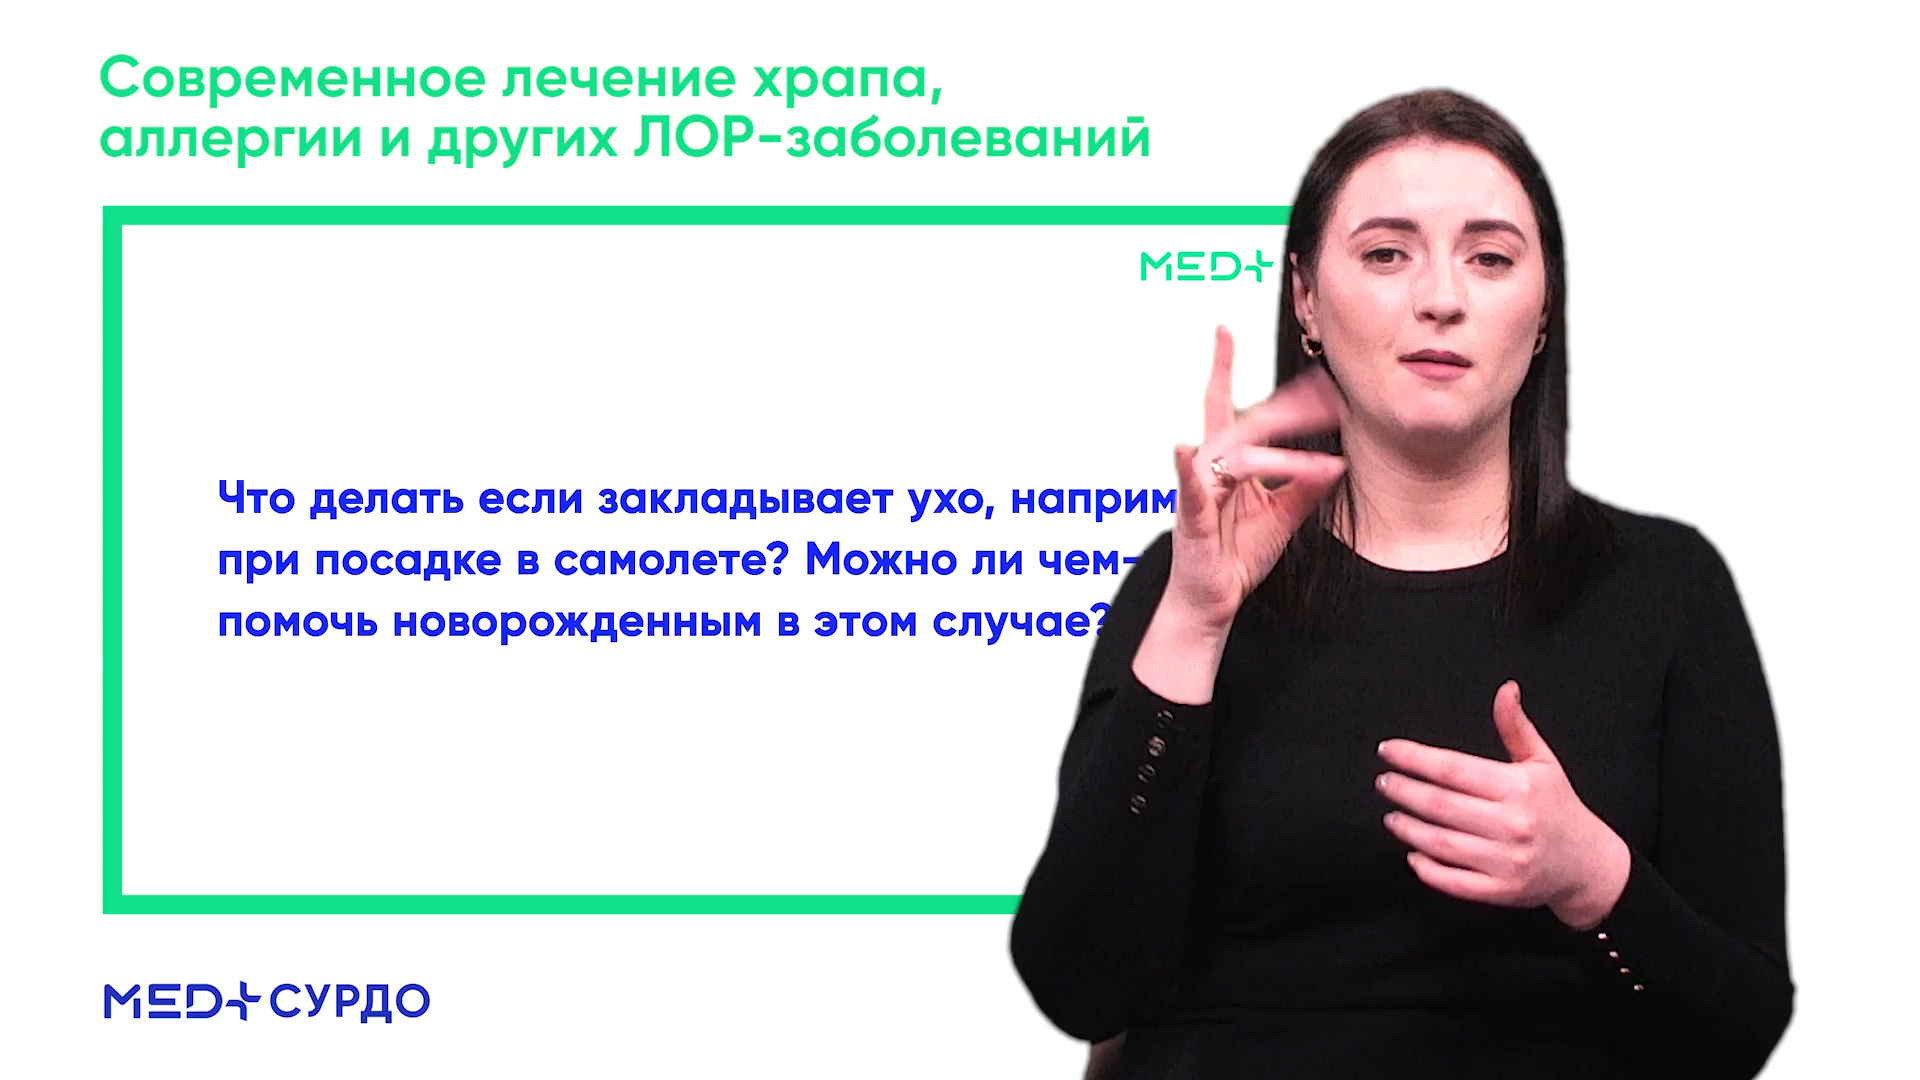 Современное лечение храпа,
аллергии и других ЛОР-заболеваний
MED+
Что делать если закладывает ухо, наприм
при посадке в самолете? Можно ли чем-
помочь новорожденным в этом случае?
MED+СУРДО